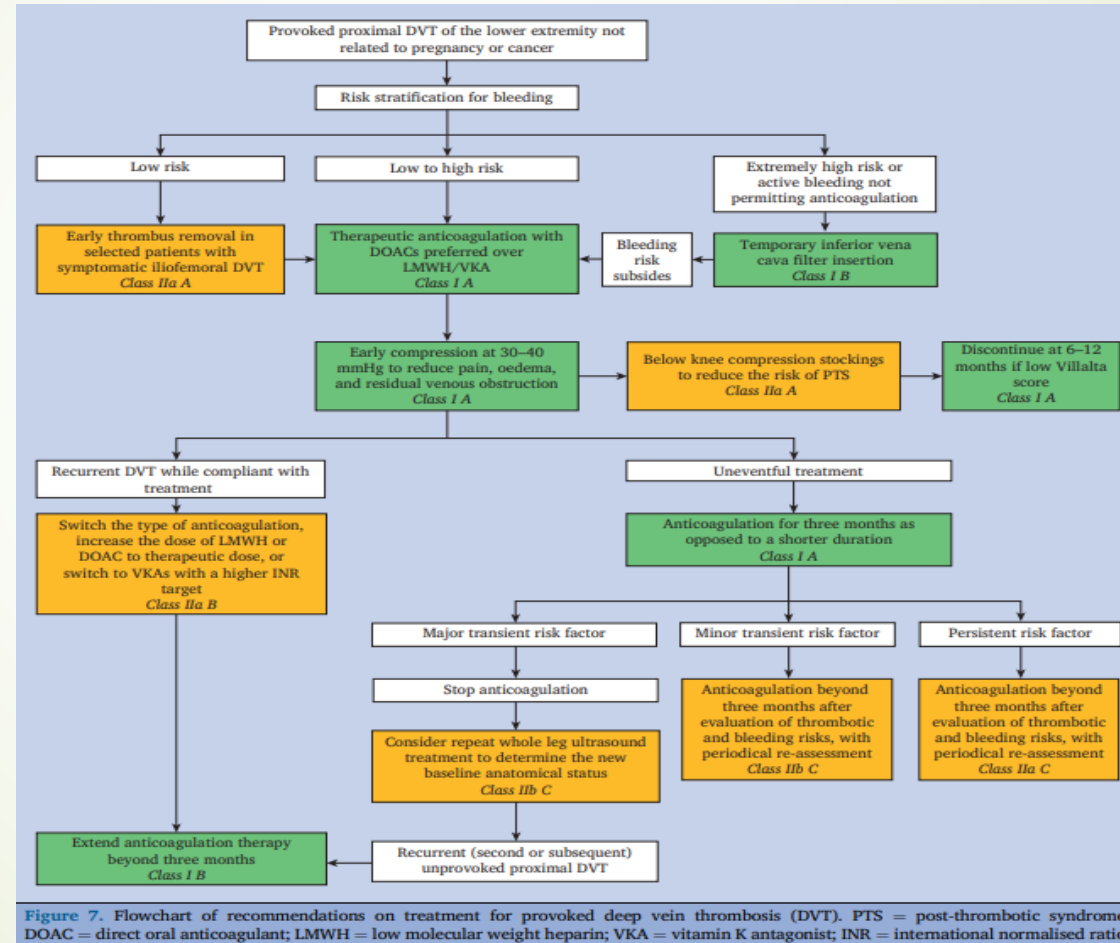 Provoked proximal DVT of the lower extremity not
related to pregnancy or cancer
Risk stratification for bleeding
Low risk
Low to high risk
Extremely high risk or
active bleeding not
permitting anticoagulation
Early thrombus removal in
selected patients with
symptomatic iliofemoral DVT
Class IIa A
Therapeutic anticoagulation with
DOACs preferred over
LMWH/VKA
Class I A
Bleeding
risk
subsides
Temporary inferior vena
cava filter insertion
Class I B
Early compression at 30–40
mmHg to reduce pain, oedema,
and residual venous obstruction
Class I A
Below knee compression stockings
to reduce the risk of PTS
Class IIa A
Discontinue at 6–12
months if low Villalta
score
Class I A
Recurrent DVT while compliant with
treatment
Uneventful treatment
Switch the type of anticoagulation,
increase the dose of LMWH or
DOAC to therapeutic dose, or
switch to VKAs with a higher INR
target
Class IIa B
Anticoagulation for three months as
opposed to a shorter duration
Class I A
Major transient risk factor
Minor transient risk factor
Persistent risk factor
Stop anticoagulation
Anticoagulation beyond
three months after
evaluation of thrombotic
and bleeding risks, with
periodical re-assessment
Class IIb C
Anticoagulation beyond
three months after
evaluation of thrombotic
and bleeding risks, with
periodical re-assessment
Class IIa C
Consider repeat whole leg ultrasound
treatment to determine the new
baseline anatomical status
Class IIb C
Extend anticoagulation therapy
beyond three months
Class I B
Recurrent (second or subsequent)
unprovoked proximal DVT
Figure 7. Flowchart of recommendations on treatment for provoked deep vein thrombosis (DVT). PTS = post-thrombotic syndrome
DOAC = direct oral anticoagulant; LMWH = low molecular weight heparin; VKA = vitamin K antagonist; INR = international normalised ratio